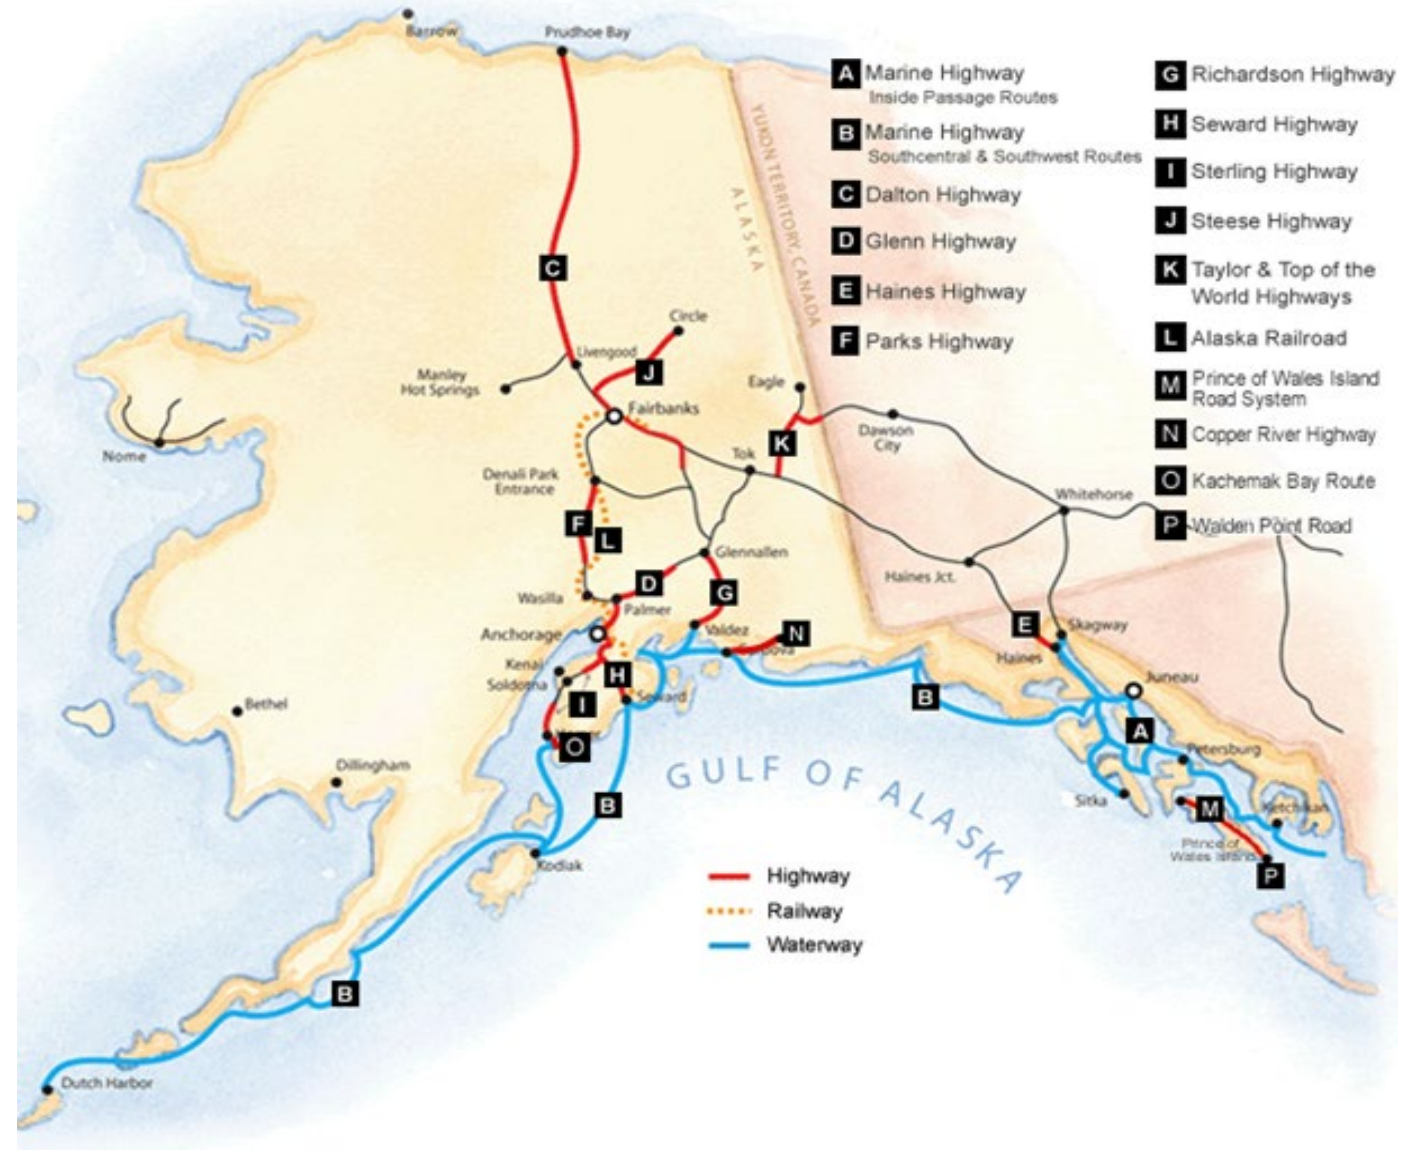 Barrow
Prudhoe Bay
YUKON TERRITORY, CANADA
ALASKA
A Marine Highway
Inside Passage Routes
B Marine Highway
Southcentral & Southwest Routes
C Dalton Highway
D Glenn Highway
E Haines Highway
F Parks Highway
G Richardson Highway
H Seward Highway
I Sterling Highway
J Steese Highway
K Taylor & Top of the
World Highways
L Alaska Railroad
M Prince of Wales Island
Road System
N Copper River Highway
O Kachemak Bay Route
P Walden Point Road
C
Circle
Livengood
J
Manley
Hot Springs
Eagle
Fairbanks
Dawson
City
K
Nome
Tok
Denali Park
Entrance
Whitehorse
F
L
Glennallen
Haines Jct.
D
G
Wasilla
Palmer
Anchorage
Valdez
N
E
Skagway
Haines
Kenai
Soldotna
H
Seward
I
Juneau
B
Bethel
O
A
Petersburg
Dillingham
GULF OF ALASKA
Sitka
B
M
Ketchikan
Prince of
Wales Island
Kodiak
P
Highway
Railway
Waterway
B
Dutch Harbor